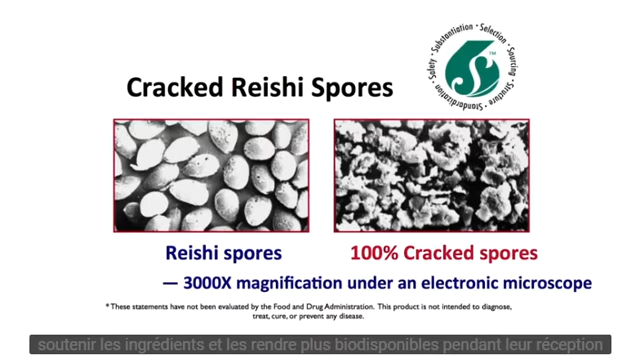 Safety • Substantiation • Selection • Sourcing • Structure • Standardization •
TM
Cracked Reishi Spores
Reishi spores
100% Cracked spores
— 3000X magnification under an electronic microscope
* These statements have not been evaluated by the Food and Drug Administration. This product is not intended to diagnose,
treat, cure, or prevent any disease.
soutenir les ingrédients et les rendre plus biodisponibles pendant leur réception